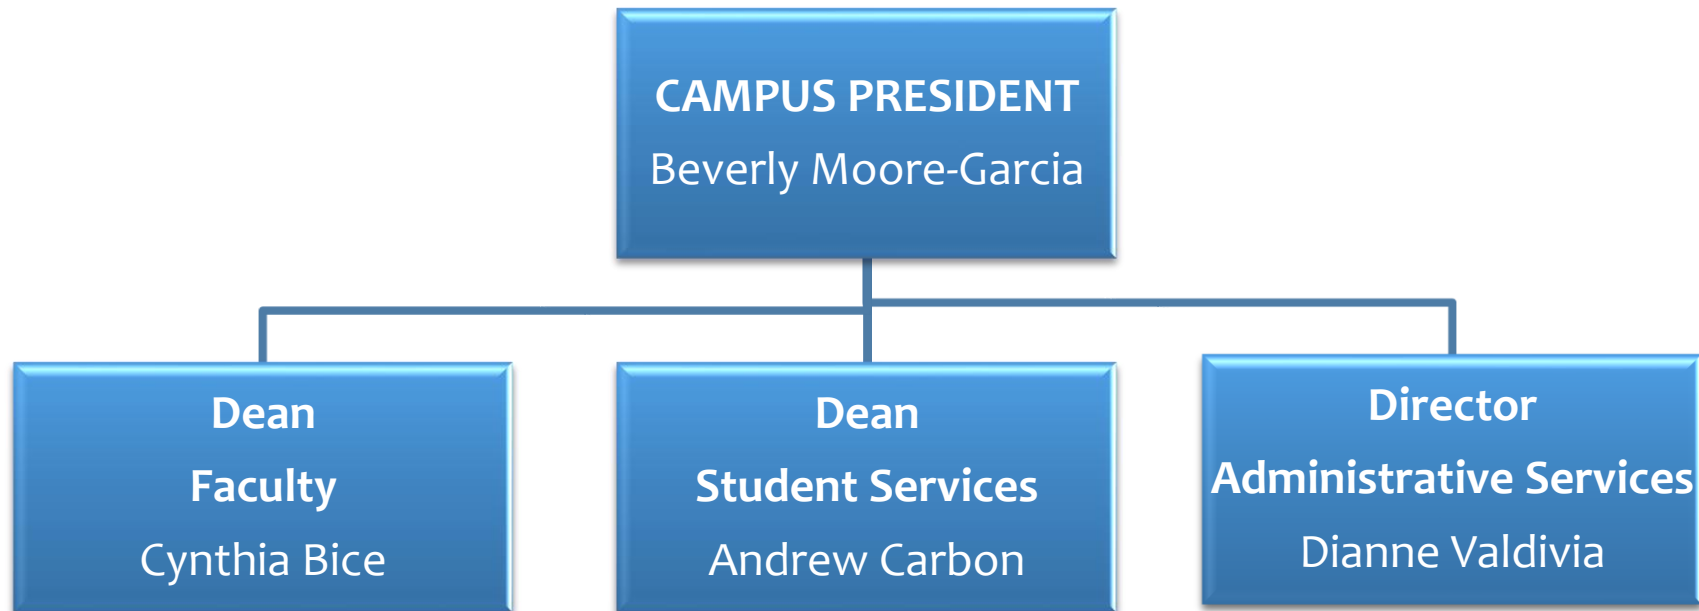 CAMPUS PRESIDENT
Beverly Moore-Garcia
Dean
Faculty
Cynthia Bice
Dean
Student Services
Andrew Carbon
Director
Administrative Services
Dianne Valdivia